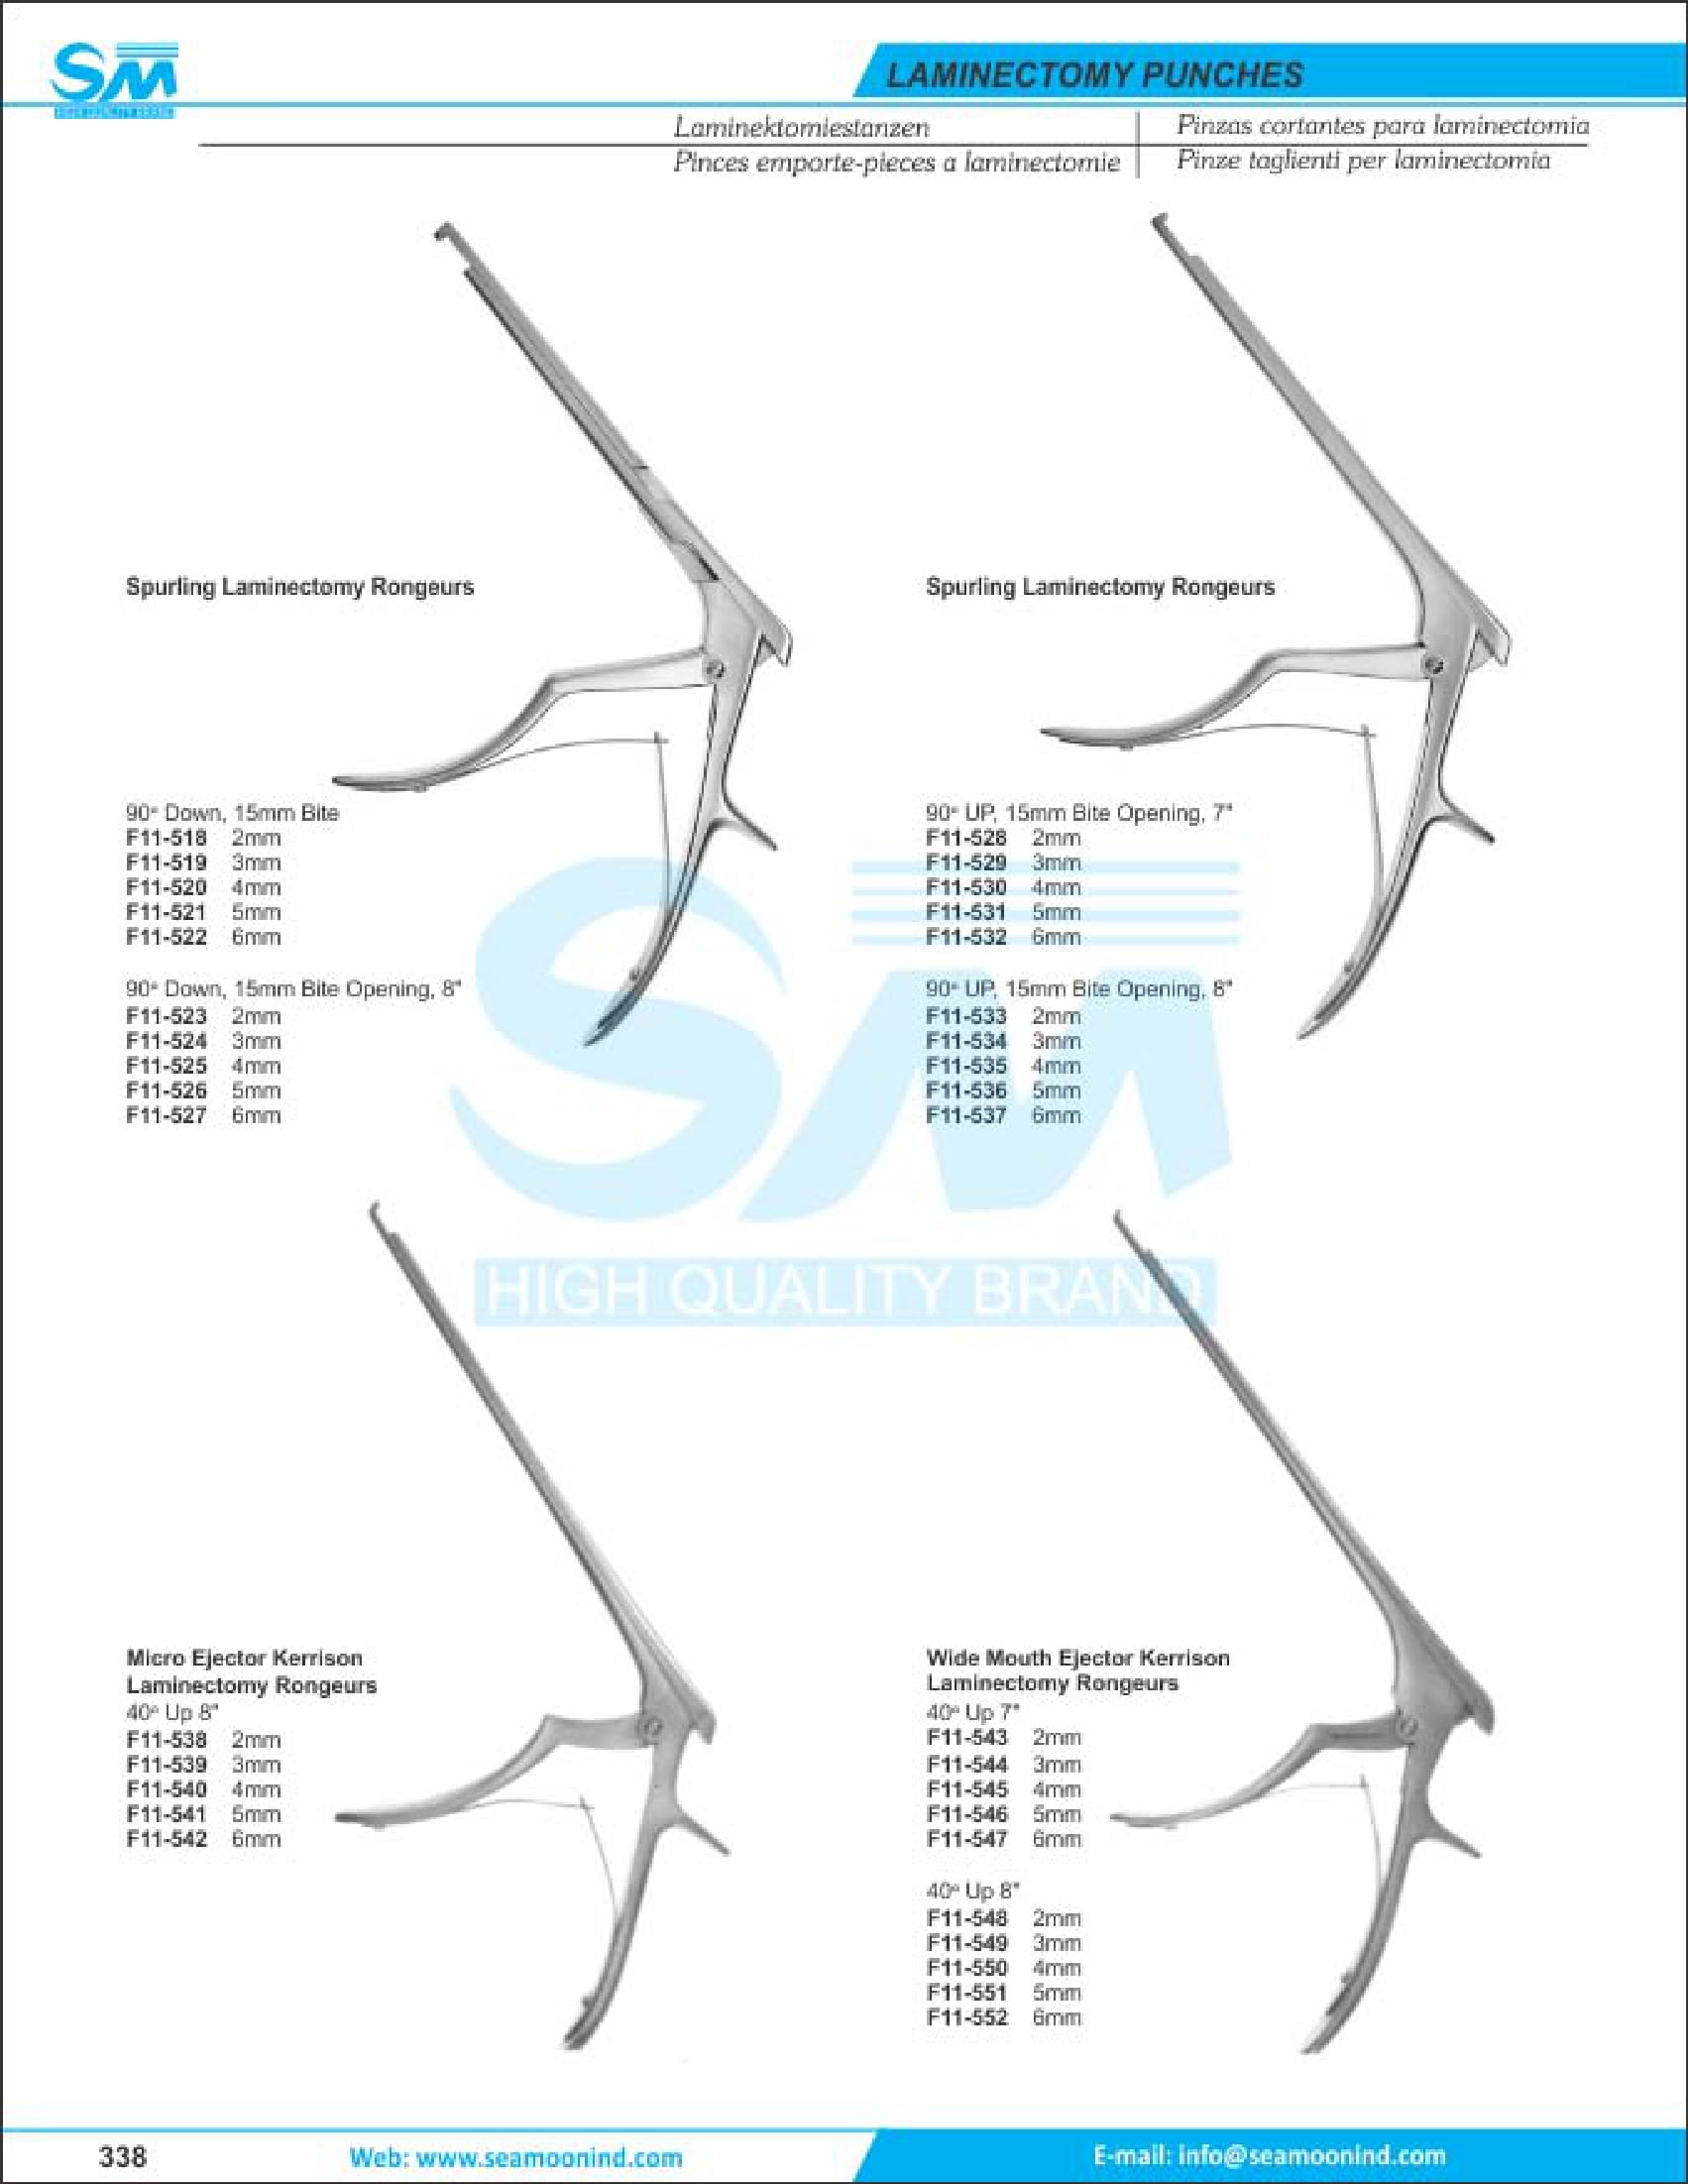 SM
LAMINECTOMY PUNCHES
Laminektomiestanzen
Pinces emporte-pieces a laminectomie
Pinzas cortantes para laminectomia
Pinze taglienti per laminectomia
Spurling Laminectomy Rongeurs
90° Down, 15mm Bite
F11-518 2mm
F11-519 3mm
F11-520 4mm
F11-521 5mm
F11-522 6mm
90° Down, 15mm Bite Opening, 8"
F11-523 2mm
F11-524 3mm
F11-525 4mm
F11-526 5mm
F11-527 6mm
Spurling Laminectomy Rongeurs
90° UP, 15mm Bite Opening, 7"
F11-528 2mm
F11-529 3mm
F11-530 4mm
F11-531 5mm
F11-532 6mm
90° UP, 15mm Bite Opening, 8"
F11-533 2mm
F11-534 3mm
F11-535 4mm
F11-536 5mm
F11-537 6mm
SM
HIGH QUALITY BRAND
Micro Ejector Kerrison
Laminectomy Rongeurs
40° Up 8"
F11-538 2mm
F11-539 3mm
F11-540 4mm
F11-541 5mm
F11-542 6mm
Wide Mouth Ejector Kerrison
Laminectomy Rongeurs
40° Up 7"
F11-543 2mm
F11-544 3mm
F11-545 4mm
F11-546 5mm
F11-547 6mm
40° Up 8"
F11-548 2mm
F11-549 3mm
F11-550 4mm
F11-551 5mm
F11-552 6mm
338
Web: www.seamoonind.com
E-mail: info@seamoonind.com